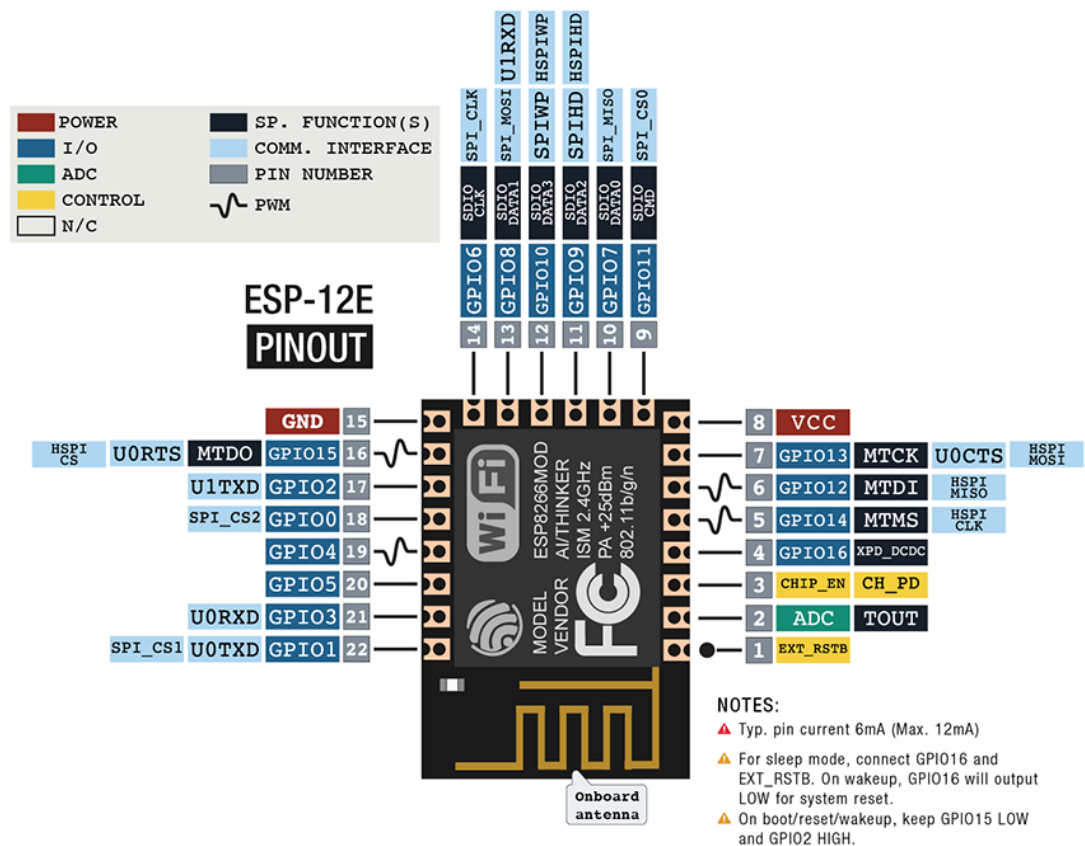 POWER
I/O
ADC
CONTROL
N/C
SP. FUNCTION(S)
COMM. INTERFACE
PIN NUMBER
PWM
ESP-12E
PINOUT
SPI_CLK
SDIO CLK
GPIO6
14
U1RXD
SPI_MOSI
SDIO DATA1
GPIO8
13
HSPIWP
SPIWP
SDIO DATA3
GPIO10
12
HSPIHD
SPIHD
SDIO DATA2
GPIO9
11
SPI_MISO
SDIO DATA0
GPIO7
10
SPI_CS0
SDIO CMD
GPIO11
9
GND 15
HSPI CS U0RTS MTDO GPIO15 16
U1TXD GPIO2 17
SPI_CS2 GPIO0 18
GPIO4 19
GPIO5 20
U0RXD GPIO3 21
SPI_CS1 U0TXD GPIO1 22
WiFi
ESP8266MOD
AI/THINKER
ISM 2.4GHz
PA +25dBm
802.11b/g/n
MODEL
VENDOR
FC
8 VCC
7 GPIO13 MTCK U0CTS HSPI MOSI
6 GPIO12 MTDI HSPI MISO
5 GPIO14 MTMS HSPI CLK
4 GPIO16 XPD_DCDC
3 CHIP_EN CH_PD
2 ADC TOUT
1 EXT_RSTB
Onboard
antenna
NOTES:
Typ. pin current 6mA (Max. 12mA)
For sleep mode, connect GPIO16 and
EXT_RSTB. On wakeup, GPIO16 will output
LOW for system reset.
On boot/reset/wakeup, keep GPIO15 LOW
and GPIO2 HIGH.